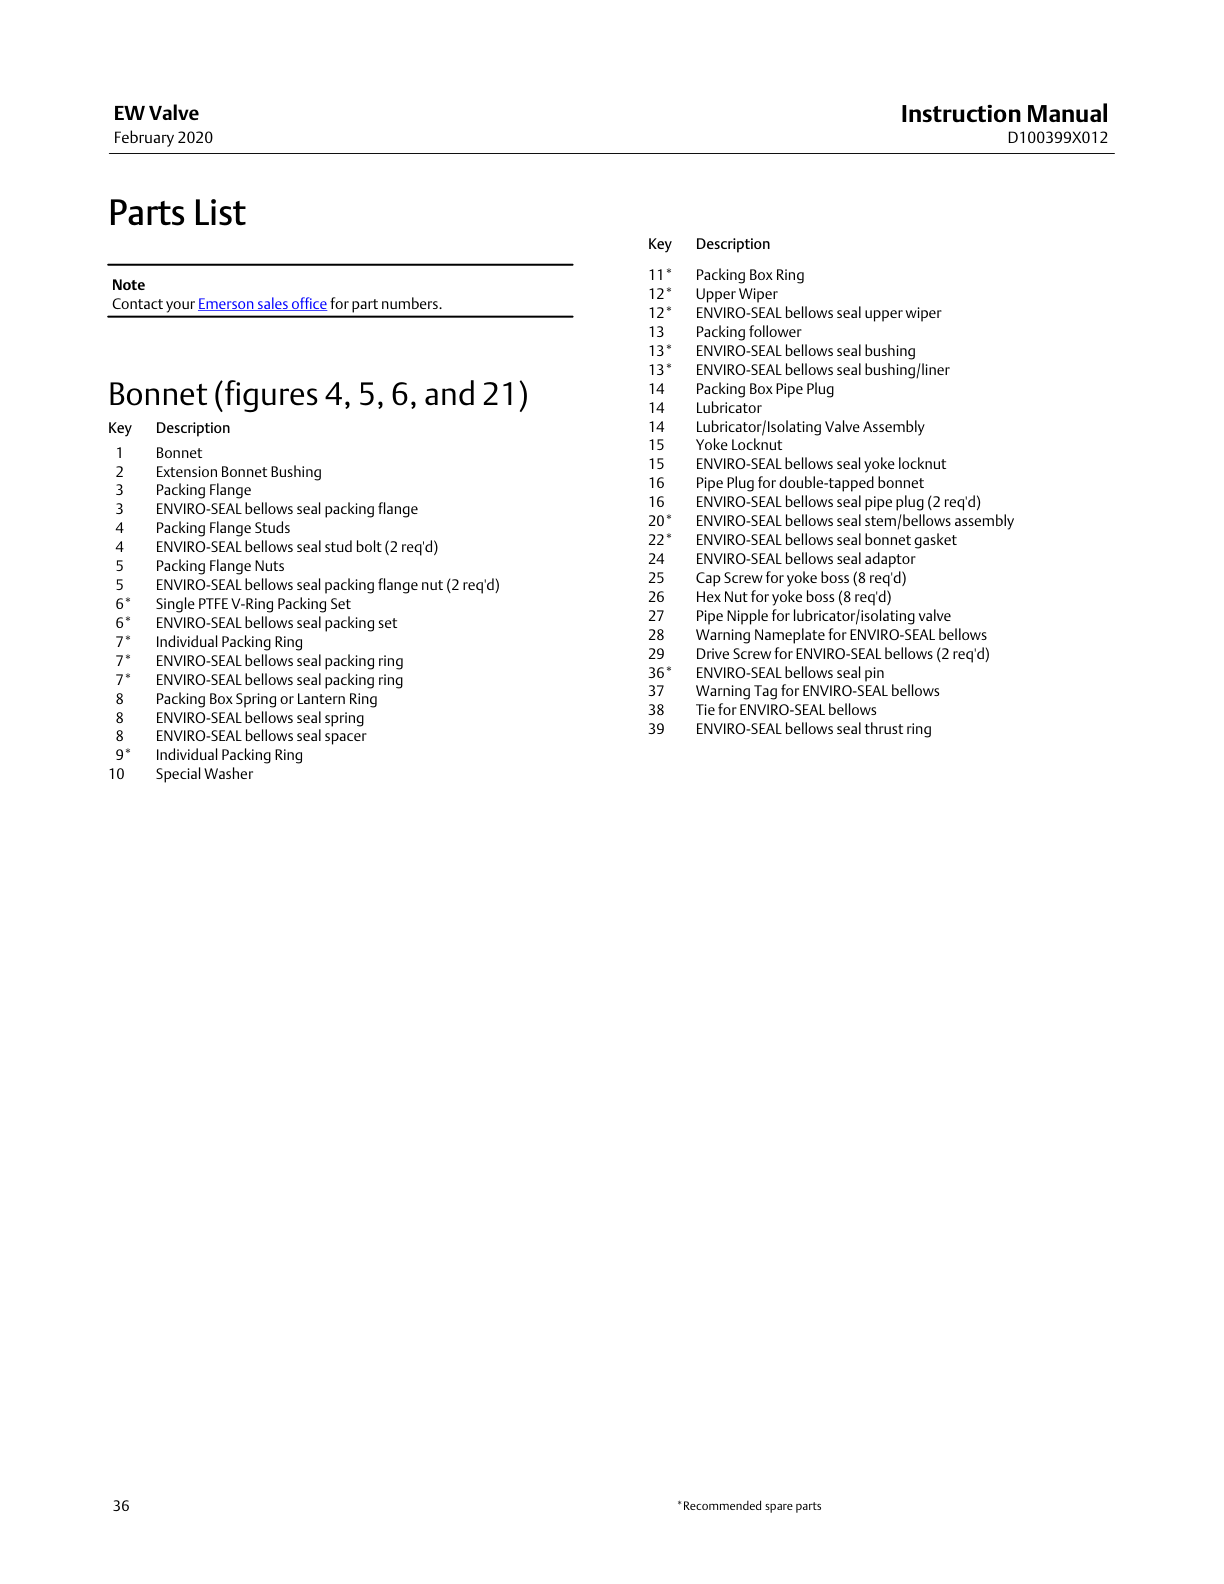 EW Valve
February 2020
Instruction Manual
D100399X012
Parts List
Note
Contact your Emerson sales office for part numbers.
Bonnet (figures 4, 5, 6, and 21)
Key Description
1 Bonnet
2 Extension Bonnet Bushing
3 Packing Flange
3 ENVIRO-SEAL bellows seal packing flange
4 Packing Flange Studs
4 ENVIRO-SEAL bellows seal stud bolt (2 req'd)
5 Packing Flange Nuts
5 ENVIRO-SEAL bellows seal packing flange nut (2 req'd)
6* Single PTFE V-Ring Packing Set
6* ENVIRO-SEAL bellows seal packing set
7* Individual Packing Ring
7* ENVIRO-SEAL bellows seal packing ring
7* ENVIRO-SEAL bellows seal packing ring
8 Packing Box Spring or Lantern Ring
8 ENVIRO-SEAL bellows seal spring
8 ENVIRO-SEAL bellows seal spacer
9* Individual Packing Ring
10 Special Washer
Key Description
11* Packing Box Ring
12* Upper Wiper
12* ENVIRO-SEAL bellows seal upper wiper
13 Packing follower
13* ENVIRO-SEAL bellows seal bushing
13* ENVIRO-SEAL bellows seal bushing/liner
14 Packing Box Pipe Plug
14 Lubricator
14 Lubricator/Isolating Valve Assembly
15 Yoke Locknut
15 ENVIRO-SEAL bellows seal yoke locknut
16 Pipe Plug for double-tapped bonnet
16 ENVIRO-SEAL bellows seal pipe plug (2 req'd)
20* ENVIRO-SEAL bellows seal stem/bellows assembly
22* ENVIRO-SEAL bellows seal bonnet gasket
24 ENVIRO-SEAL bellows seal adaptor
25 Cap Screw for yoke boss (8 req'd)
26 Hex Nut for yoke boss (8 req'd)
27 Pipe Nipple for lubricator/isolating valve
28 Warning Nameplate for ENVIRO-SEAL bellows
29 Drive Screw for ENVIRO-SEAL bellows (2 req'd)
36* ENVIRO-SEAL bellows seal pin
37 Warning Tag for ENVIRO-SEAL bellows
38 Tie for ENVIRO-SEAL bellows
39 ENVIRO-SEAL bellows seal thrust ring
36
*Recommended spare parts